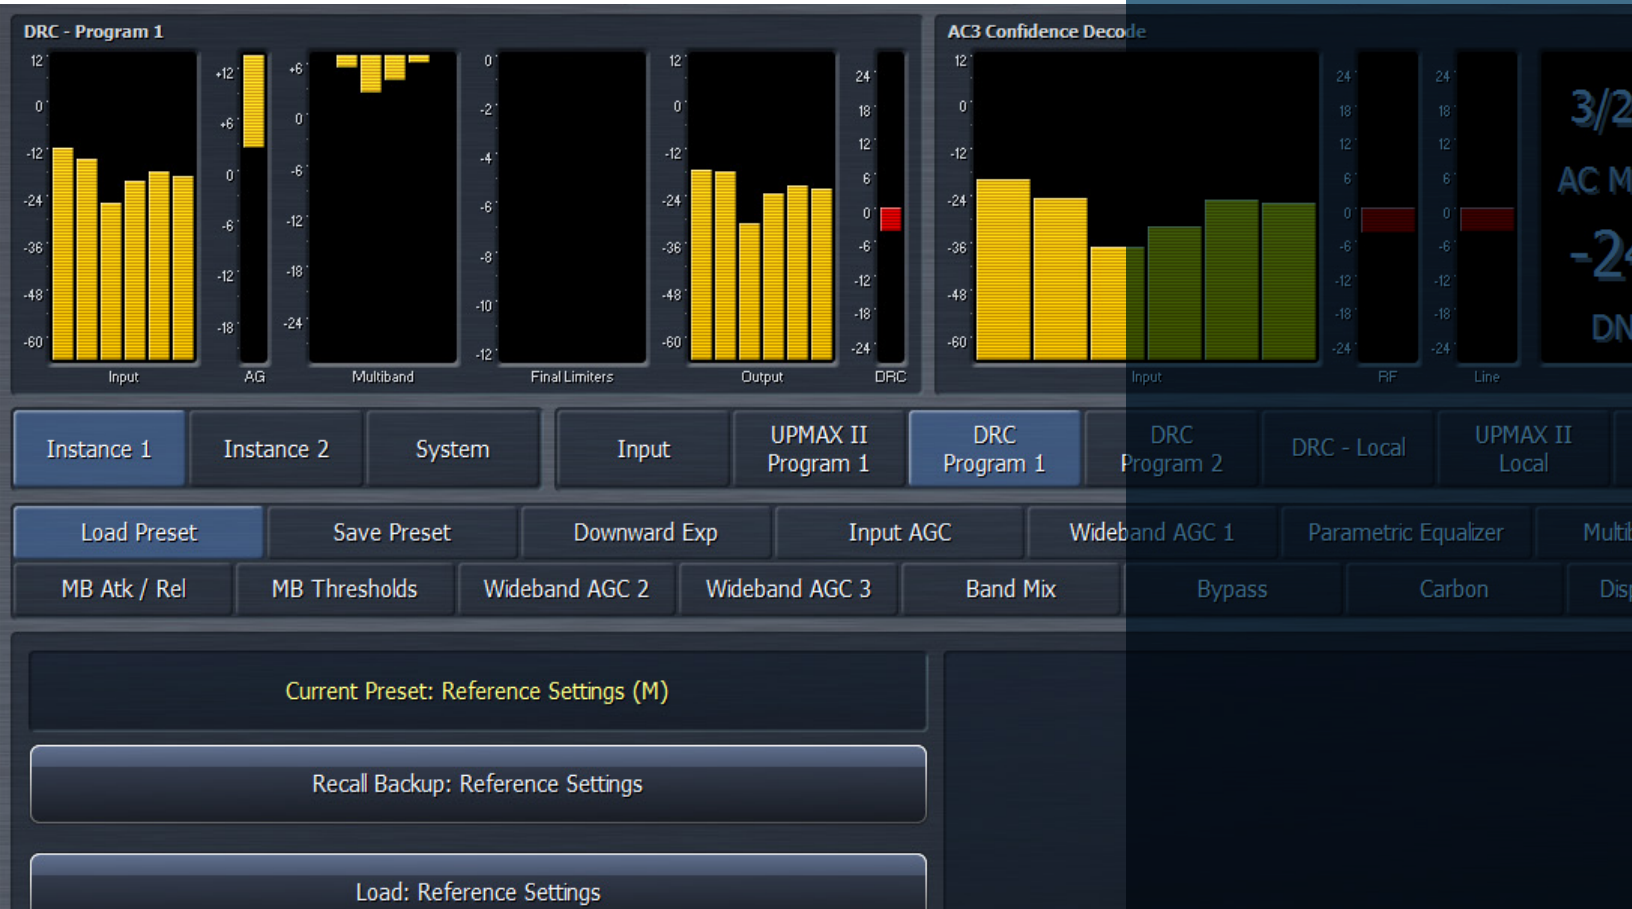 DRC - Program 1
AC3 Confidence Decode
12
0
-12
-24
-36
-48
-60
Input
+12
+6
0
-6
-12
-18
AG
+6
0
-6
-12
-18
-24
Multiband
0
-2
-4
-6
-8
-10
-12
Final Limiters
12
0
-12
-24
-36
-48
-60
Output
24
18
12
6
0
-6
-12
-18
-24
DRC
12
0
-12
-24
-36
-48
-60
Input
24
18
12
6
0
-6
-12
-18
-24
RF
24
18
12
6
0
-6
-12
-18
-24
Line
3/2
AC M
-24
DN
Instance 1
Instance 2
System
Input
UPMAX II
Program 1
DRC
Program 1
DRC
Program 2
DRC - Local
UPMAX II
Local
Load Preset
Save Preset
Downward Exp
Input AGC
Wideband AGC 1
Parametric Equalizer
Multib
MB Atk / Rel
MB Thresholds
Wideband AGC 2
Wideband AGC 3
Band Mix
Bypass
Carbon
Disp
Current Preset: Reference Settings (M)
Recall Backup: Reference Settings
Load: Reference Settings